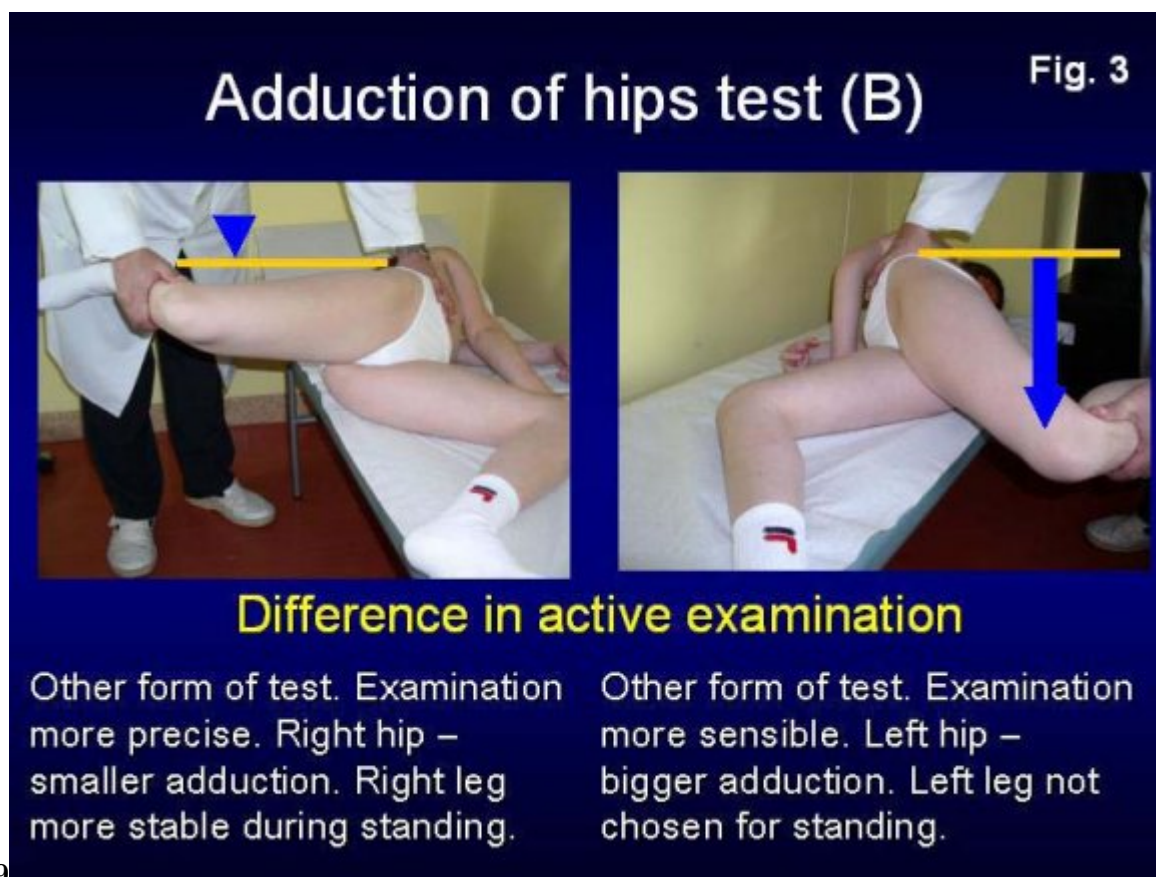 Fig. 3
Adduction of hips test (B)
Difference in active examination
Other form of test. Examination
more precise. Right hip –
smaller adduction. Right leg
more stable during standing.
Other form of test. Examination
more sensible. Left hip –
bigger adduction. Left leg not
chosen for standing.
9